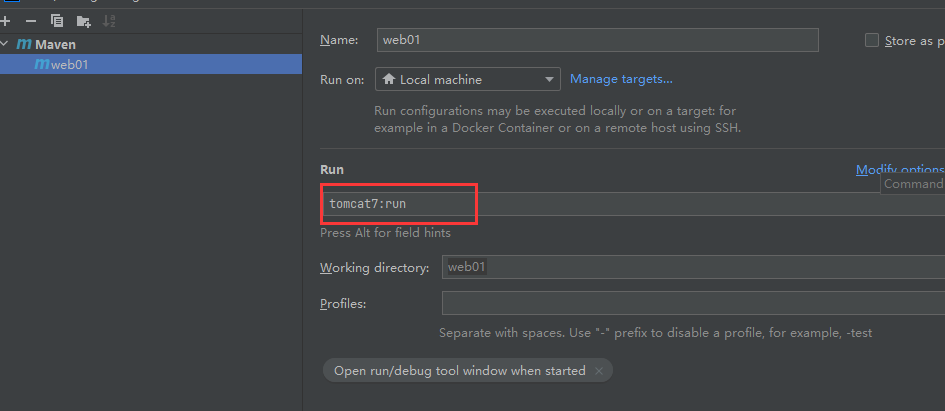 Maven
web01
Name:
web01
Store as p
Run on:
Local machine
Manage targets...
Run configurations may be executed locally or on a target: for
example in a Docker Container or on a remote host using SSH.
Run
Modify options
Command
tomcat7:run
Press Alt for field hints
Working directory:
web01
Profiles:
Separate with spaces. Use "-" prefix to disable a profile, for example, -test
Open run/debug tool window when started